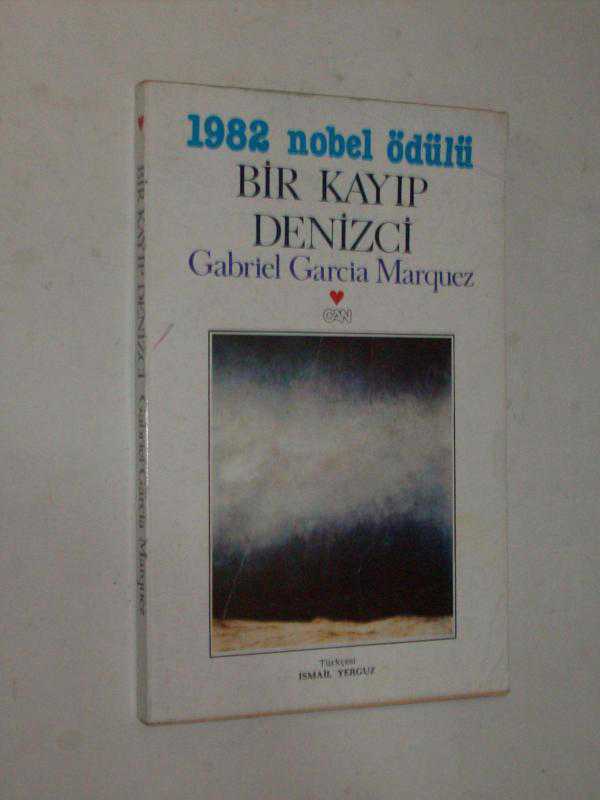 1982 nobel ödülü
BİR KAYIP
DENİZCİ
Gabriel Garcia Marquez
CAN
Türkçesi
İSMAİL YERGUZ
BİR KAYIP DENİZCİ Gabriel Garcia Marquez